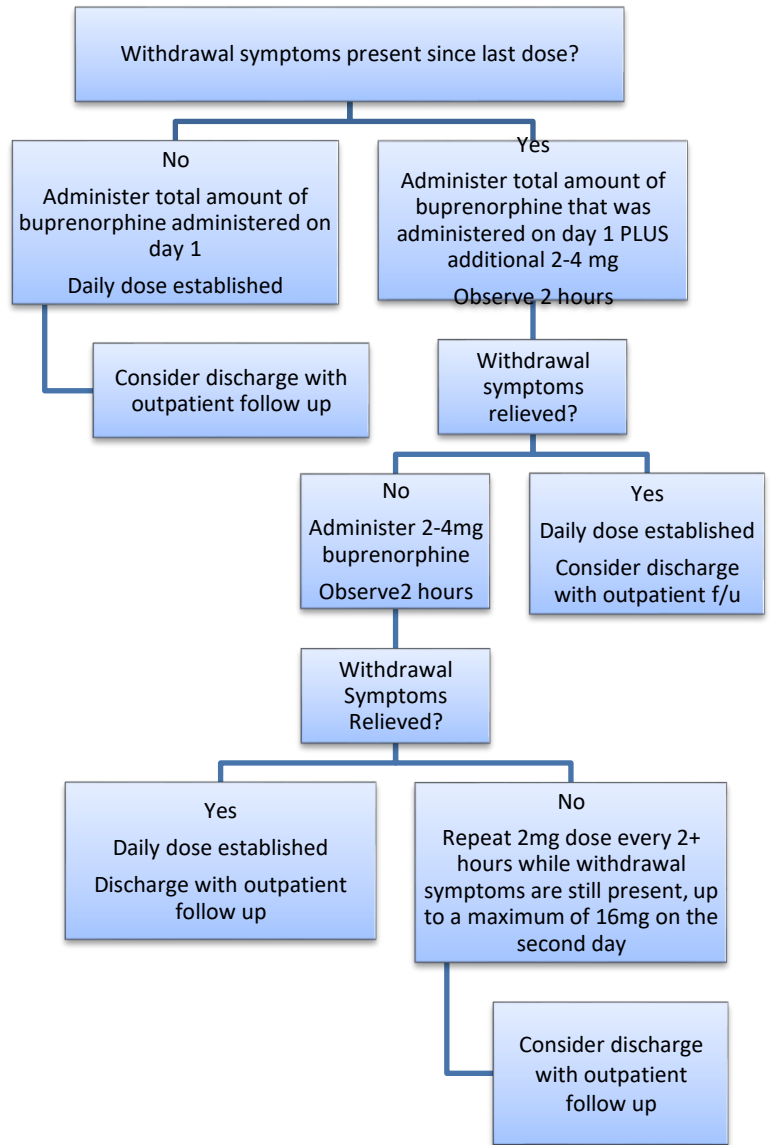 Withdrawal symptoms present since last dose?
No
Administer total amount of
buprenorphine administered on
day 1
Daily dose established
Yes
Administer total amount of
buprenorphine that was
administered on day 1 PLUS
additional 2-4 mg
Observe 2 hours
Consider discharge with
outpatient follow up
Withdrawal
symptoms
relieved?
No
Administer 2-4mg
buprenorphine
Observe2 hours
Yes
Daily dose established
Consider discharge
with outpatient f/u
Withdrawal
Symptoms
Relieved?
Yes
Daily dose established
Discharge with outpatient
follow up
No
Repeat 2mg dose every 2+
hours while withdrawal
symptoms are still present, up
to a maximum of 16mg on the
second day
Consider discharge
with outpatient
follow up